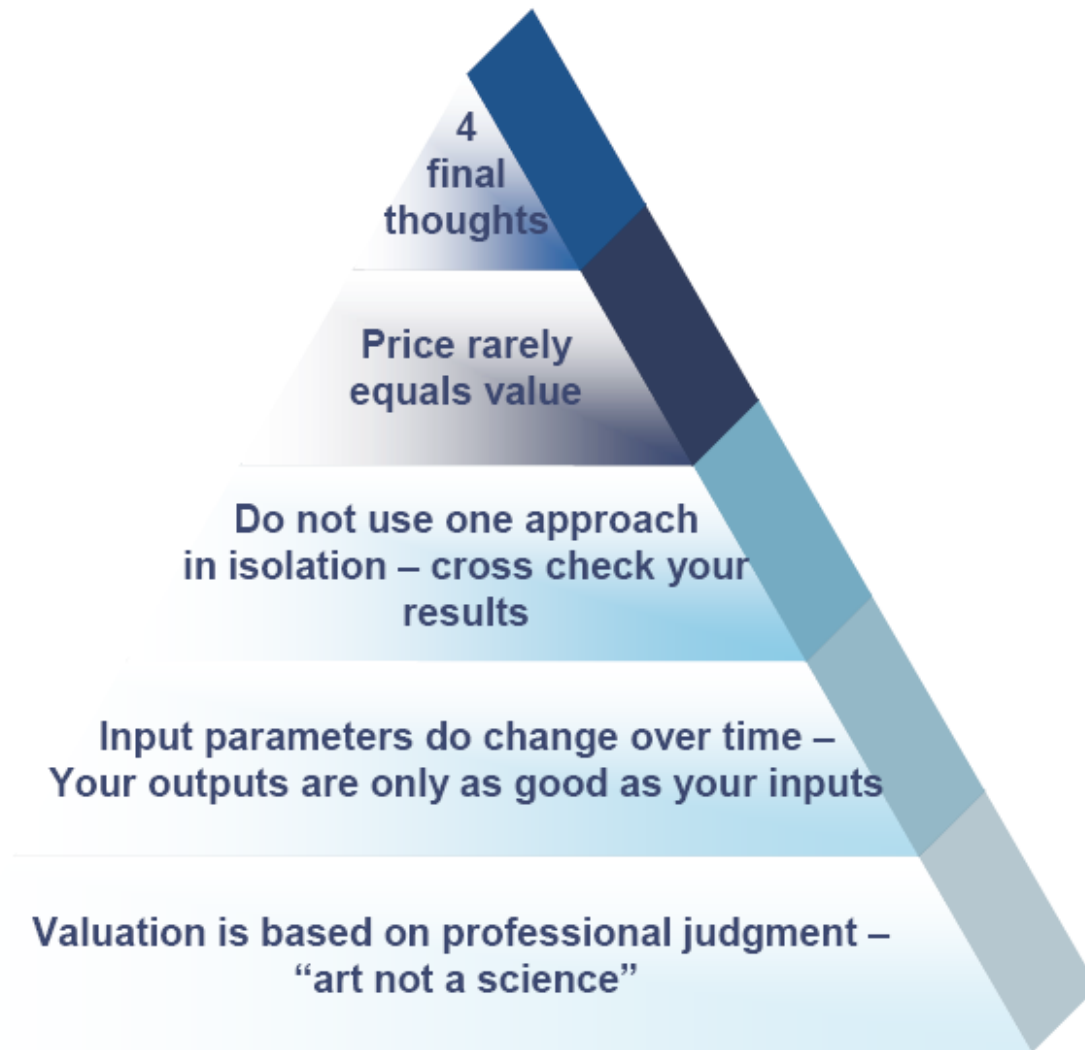 4
final
thoughts
Price rarely
equals value
Do not use one approach
in isolation – cross check your
results
Input parameters do change over time –
Your outputs are only as good as your inputs
Valuation is based on professional judgment –
“art not a science”